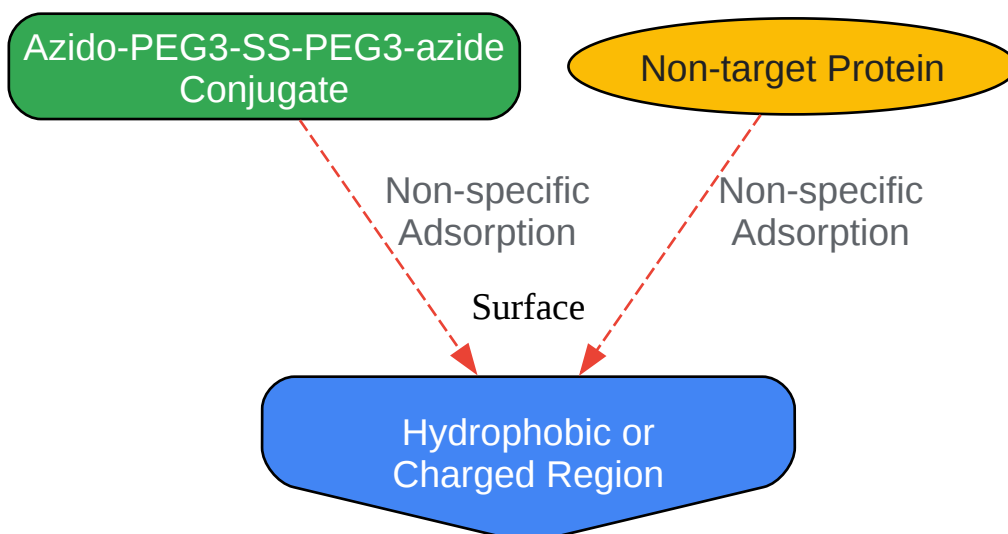 Azido-PEG3-SS-PEG3-azide
Conjugate
Non-target Protein
Non-specific
Adsorption
Non-specific
Adsorption
Surface
Hydrophobic or
Charged Region